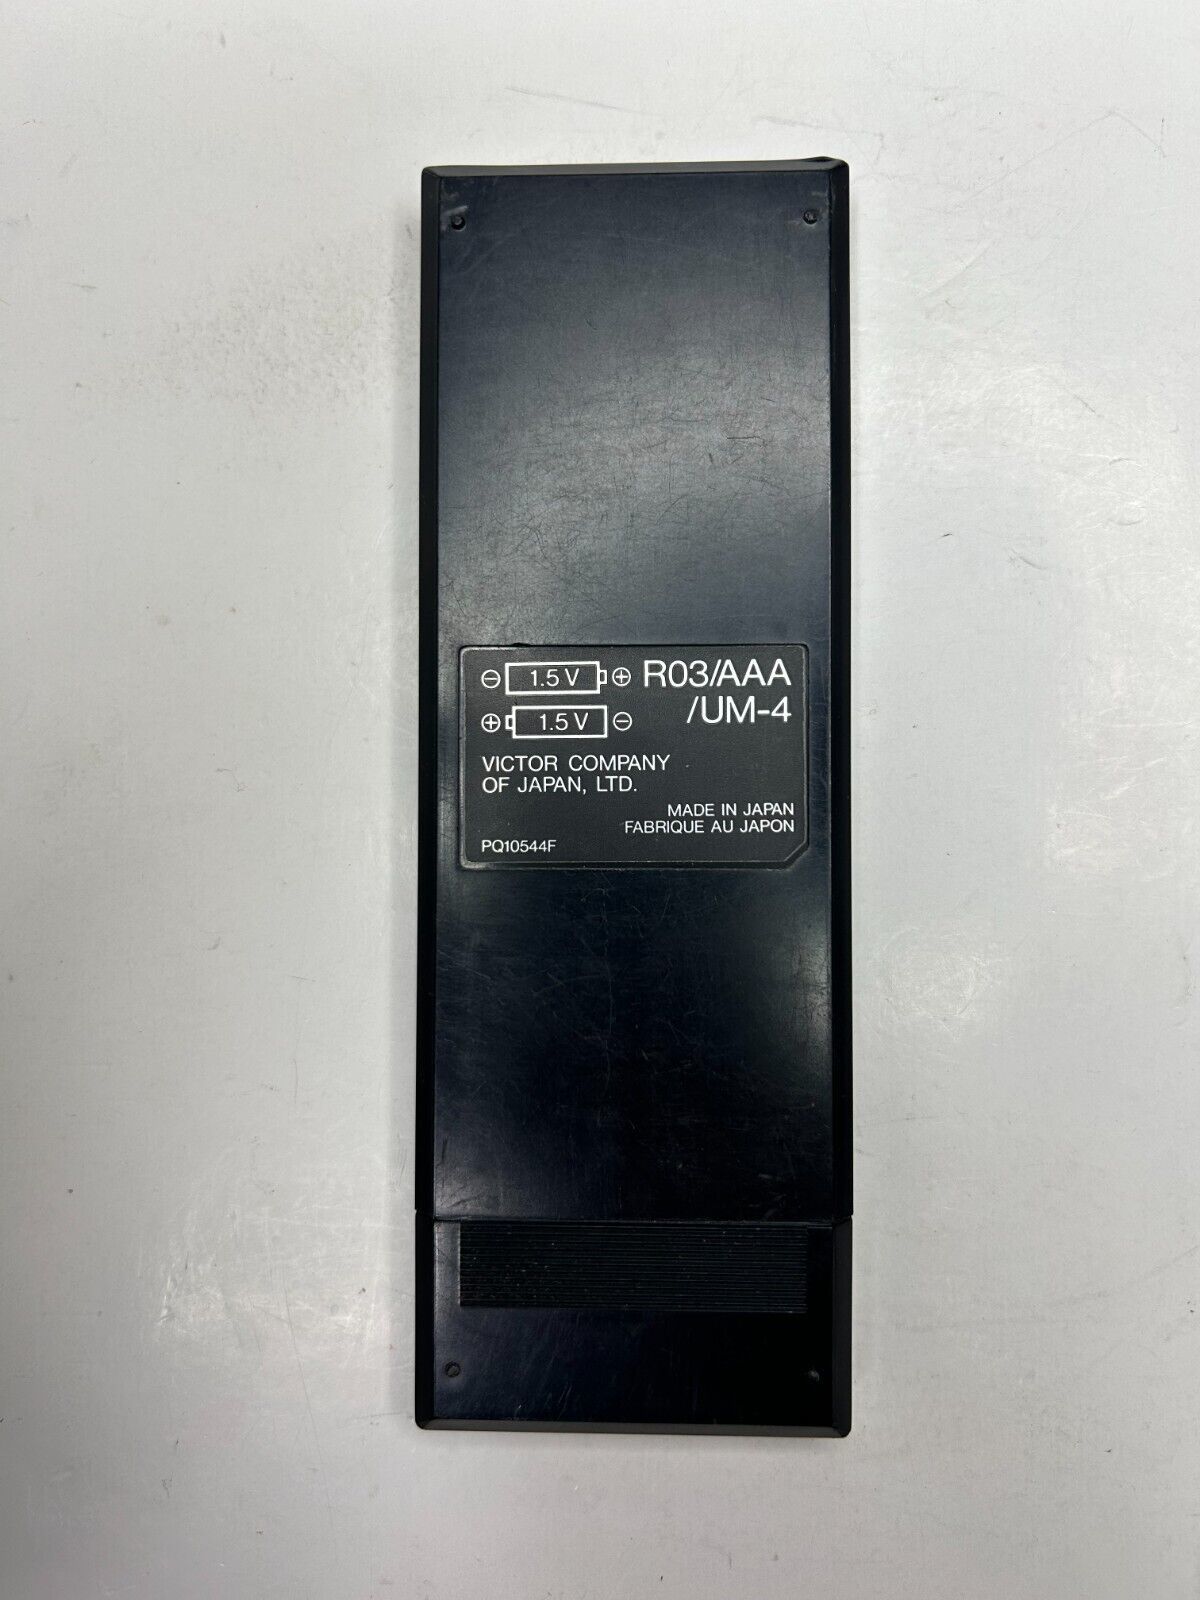 ⊖ 1.5 V ⊕ R03/AAA
⊕ 1.5 V ⊖ /UM-4
VICTOR COMPANY
OF JAPAN, LTD.
MADE IN JAPAN
FABRIQUE AU JAPON
PQ10544F